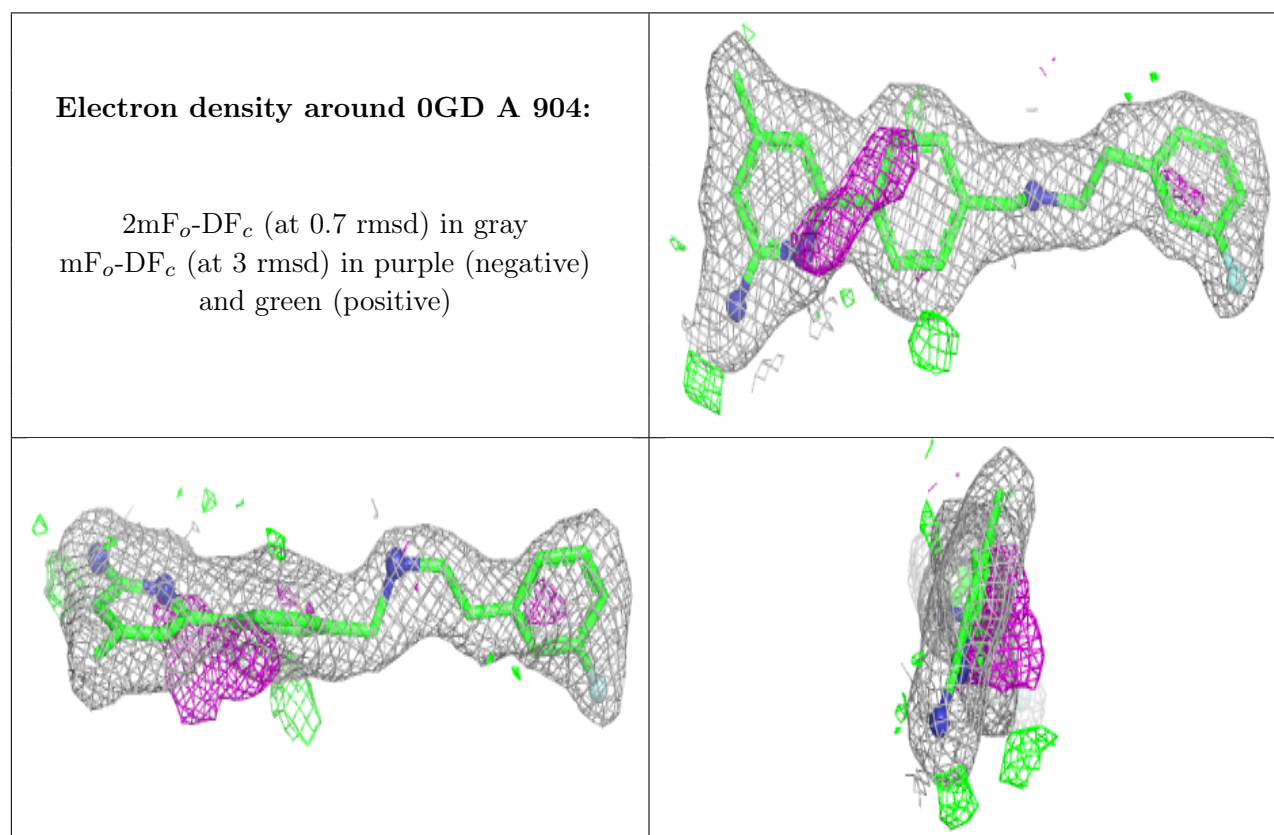 Electron density around 0GD A 904:
2mFo-DFc (at 0.7 rmsd) in gray
mFo-DFc (at 3 rmsd) in purple (negative)
and green (positive)